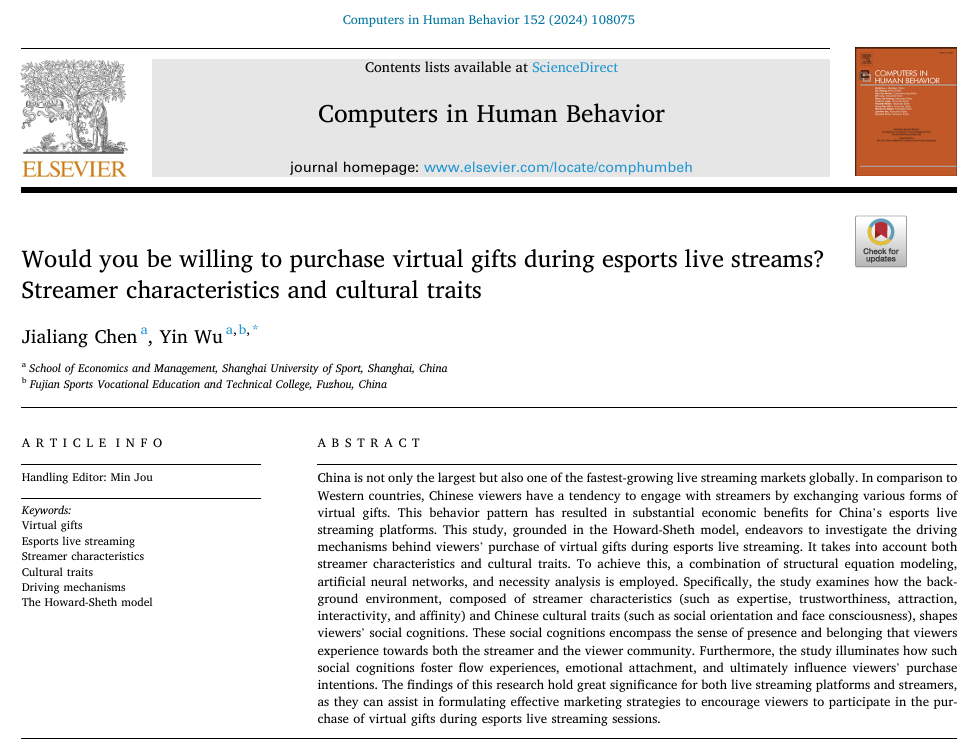 Computers in Human Behavior 152 (2024) 108075
Contents lists available at ScienceDirect
Computers in Human Behavior
journal homepage: www.elsevier.com/locate/comphumbeh
ELSEVIER
COMPUTERS IN
HUMAN BEHAVIOR
Check for
updates
Would you be willing to purchase virtual gifts during esports live streams?
Streamer characteristics and cultural traits
Jialiang Chen a, Yin Wu a,b,*
a School of Economics and Management, Shanghai University of Sport, Shanghai, China
b Fujian Sports Vocational Education and Technical College, Fuzhou, China
A R T I C L E I N F O
Handling Editor: Min Jou
Keywords:
Virtual gifts
Esports live streaming
Streamer characteristics
Cultural traits
Driving mechanisms
The Howard-Sheth model
A B S T R A C T
China is not only the largest but also one of the fastest-growing live streaming markets globally. In comparison to
Western countries, Chinese viewers have a tendency to engage with streamers by exchanging various forms of
virtual gifts. This behavior pattern has resulted in substantial economic benefits for China's esports live
streaming platforms. This study, grounded in the Howard-Sheth model, endeavors to investigate the driving
mechanisms behind viewers' purchase of virtual gifts during esports live streaming. It takes into account both
streamer characteristics and cultural traits. To achieve this, a combination of structural equation modeling,
artificial neural networks, and necessity analysis is employed. Specifically, the study examines how the back-
ground environment, composed of streamer characteristics (such as expertise, trustworthiness, attraction,
interactivity, and affinity) and Chinese cultural traits (such as social orientation and face consciousness), shapes
viewers' social cognitions. These social cognitions encompass the sense of presence and belonging that viewers
experience towards both the streamer and the viewer community. Furthermore, the study illuminates how such
social cognitions foster flow experiences, emotional attachment, and ultimately influence viewers' purchase
intentions. The findings of this research hold great significance for both live streaming platforms and streamers,
as they can assist in formulating effective marketing strategies to encourage viewers to participate in the pur-
chase of virtual gifts during esports live streaming sessions.